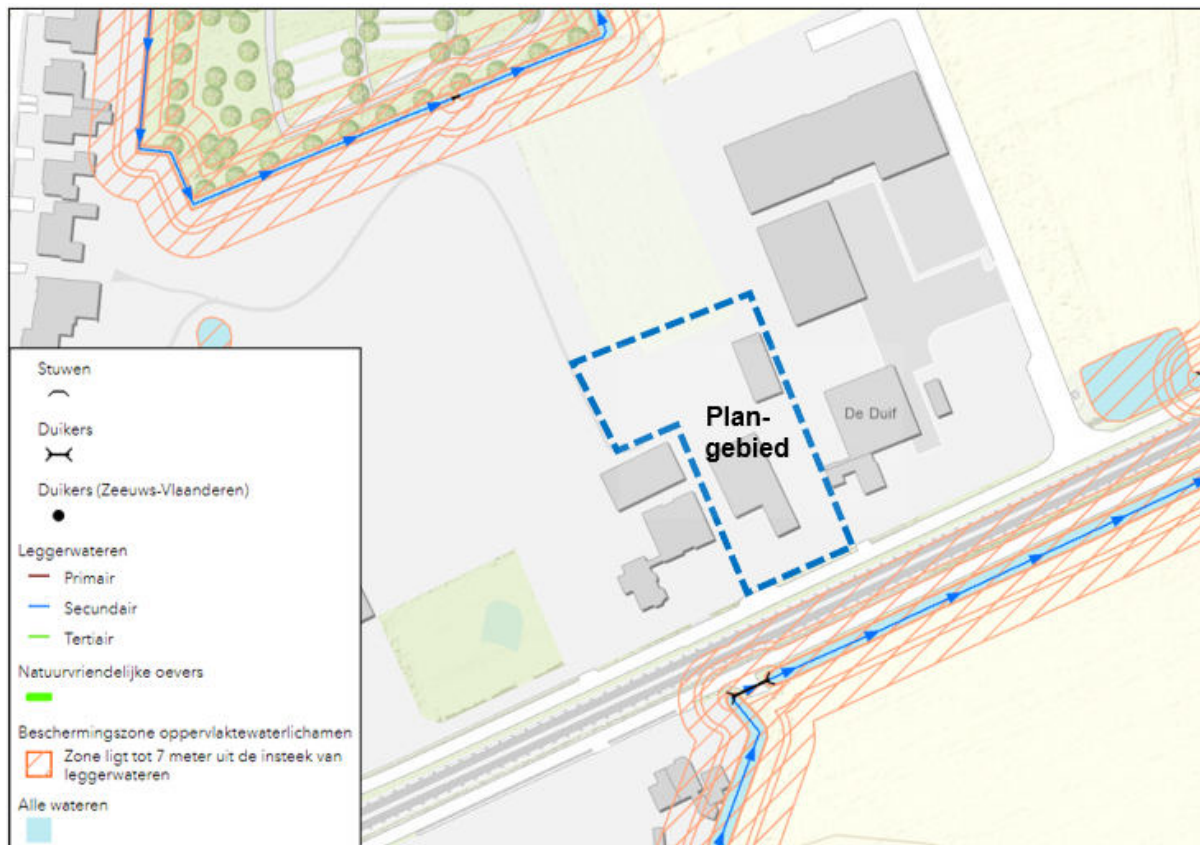 Plan-
gebied
De Duif
Stuwen
Duikers
Duikers (Zeeuws-Vlaanderen)
Leggerwateren
Primair
Secundair
Tertiair
Natuurvriendelijke oevers
Beschermingszone oppervlaktewaterlichamen
Zone ligt tot 7 meter uit de insteek van
leggerwateren
Alle wateren